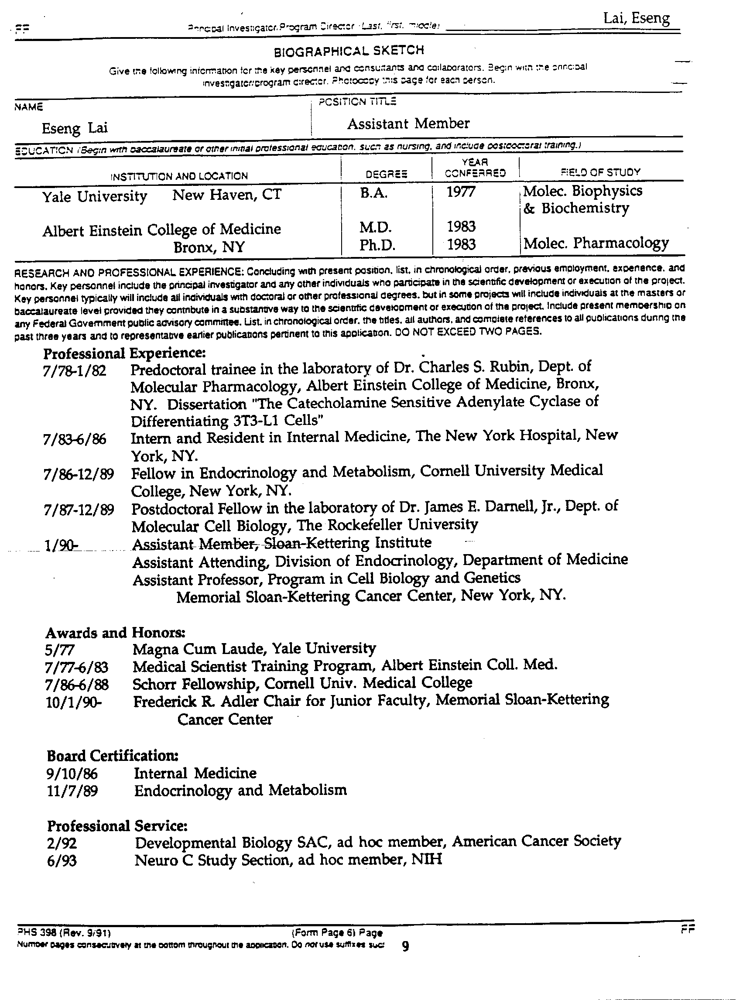 FF Principal Investigator/Program Director (Last, first, middle) Lai, Eseng
BIOGRAPHICAL SKETCH
Give the following information for the key personnel and consultants and collaborators. Begin with the principal
investigator/program director. Photocopy this page for each person.
NAME POSITION TITLE
Eseng Lai Assistant Member
EDUCATION (Begin with baccalaureate or other initial professional education, such as nursing, and include postdoctoral training.)
INSTITUTION AND LOCATION DEGREE YEAR CONFERRED FIELD OF STUDY
Yale University New Haven, CT B.A. 1977 Molec. Biophysics
& Biochemistry
Albert Einstein College of Medicine M.D. 1983
Bronx, NY Ph.D. 1983 Molec. Pharmacology
RESEARCH AND PROFESSIONAL EXPERIENCE: Concluding with present position, list, in chronological order, previous employment, experience, and
honors. Key personnel include the principal investigator and any other individuals who participate in the scientific development or execution of the project.
Key personnel typically will include all individuals with doctoral or other professional degrees, but in some projects will include individuals at the masters or
baccalaureate level provided they contribute in a substantive way to the scientific development or execution of the project. Include present membership on
any Federal Government public advisory committee. List, in chronological order, the titles, all authors, and complete references to all publications during the
past three years and to representative earlier publications pertinent to this application. DO NOT EXCEED TWO PAGES.
Professional Experience:
7/78-1/82 Predoctoral trainee in the laboratory of Dr. Charles S. Rubin, Dept. of
Molecular Pharmacology, Albert Einstein College of Medicine, Bronx,
NY. Dissertation "The Catecholamine Sensitive Adenylate Cyclase of
Differentiating 3T3-L1 Cells"
7/83-6/86 Intern and Resident in Internal Medicine, The New York Hospital, New
York, NY.
7/86-12/89 Fellow in Endocrinology and Metabolism, Cornell University Medical
College, New York, NY.
7/87-12/89 Postdoctoral Fellow in the laboratory of Dr. James E. Darnell, Jr., Dept. of
Molecular Cell Biology, The Rockefeller University
1/90- Assistant Member, Sloan-Kettering Institute
Assistant Attending, Division of Endocrinology, Department of Medicine
Assistant Professor, Program in Cell Biology and Genetics
Memorial Sloan-Kettering Cancer Center, New York, NY.
Awards and Honors:
5/77 Magna Cum Laude, Yale University
7/77-6/83 Medical Scientist Training Program, Albert Einstein Coll. Med.
7/86-6/88 Schorr Fellowship, Cornell Univ. Medical College
10/1/90- Frederick R. Adler Chair for Junior Faculty, Memorial Sloan-Kettering
Cancer Center
Board Certification:
9/10/86 Internal Medicine
11/7/89 Endocrinology and Metabolism
Professional Service:
2/92 Developmental Biology SAC, ad hoc member, American Cancer Society
6/93 Neuro C Study Section, ad hoc member, NIH
PHS 398 (Rev. 9/91) (Form Page 6) Page FF
Number pages consecutively at the bottom throughout the application. Do not use suffixes suc 9